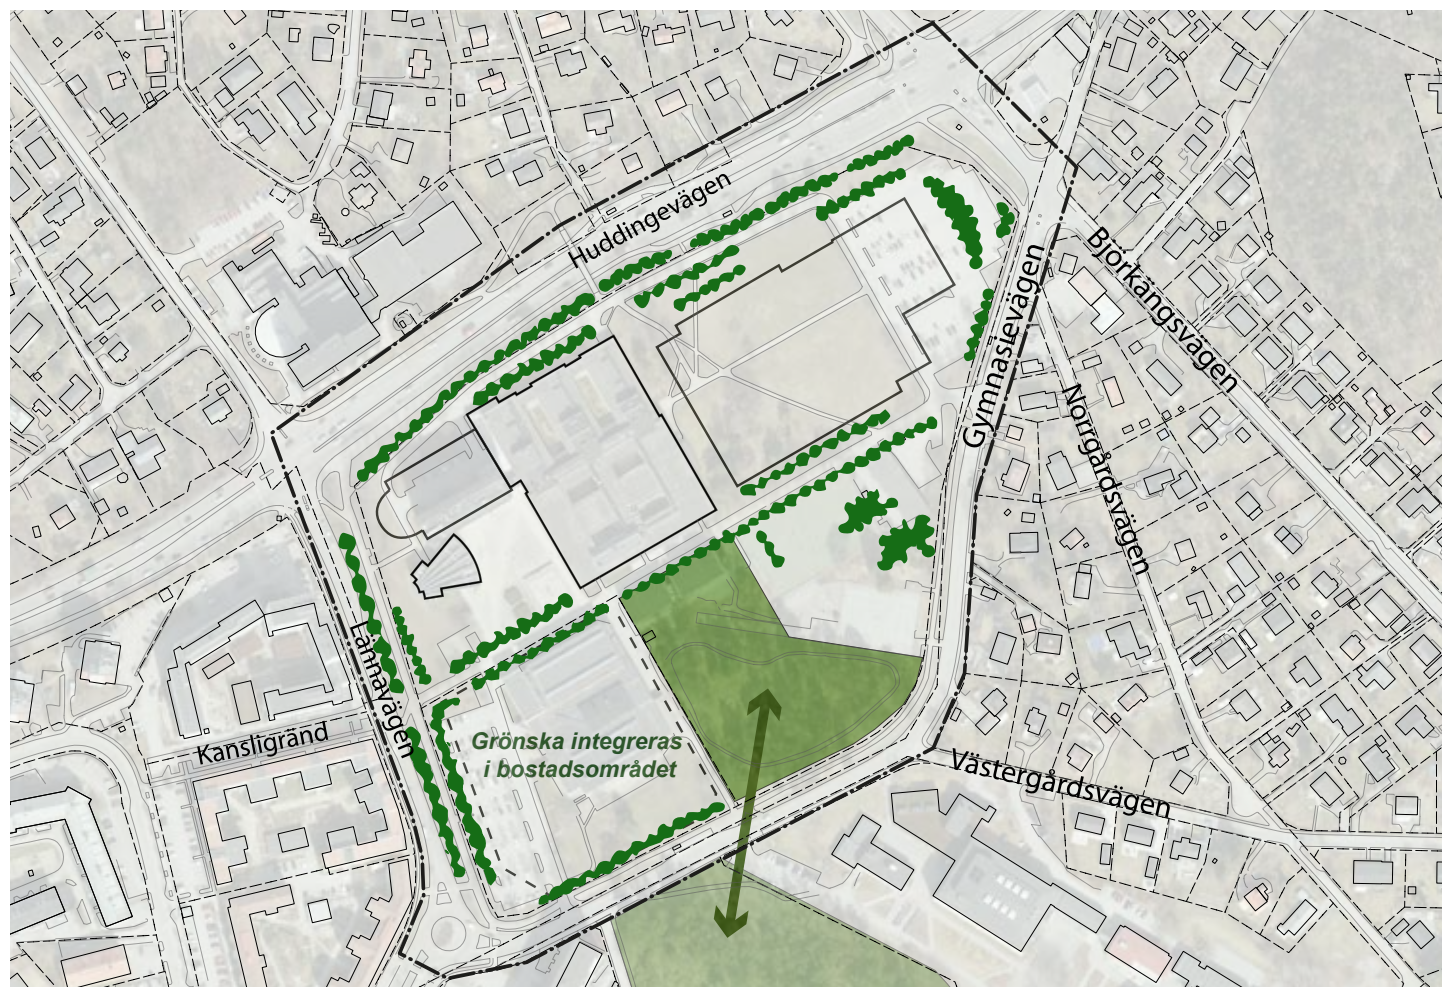 Huddingevägen
Björkängsvägen
Gymnasievägen
Norrgårdsvägen
Lännavägen
Kansligränd
Grönska integreras
i bostadsområdet
Västergårdsvägen